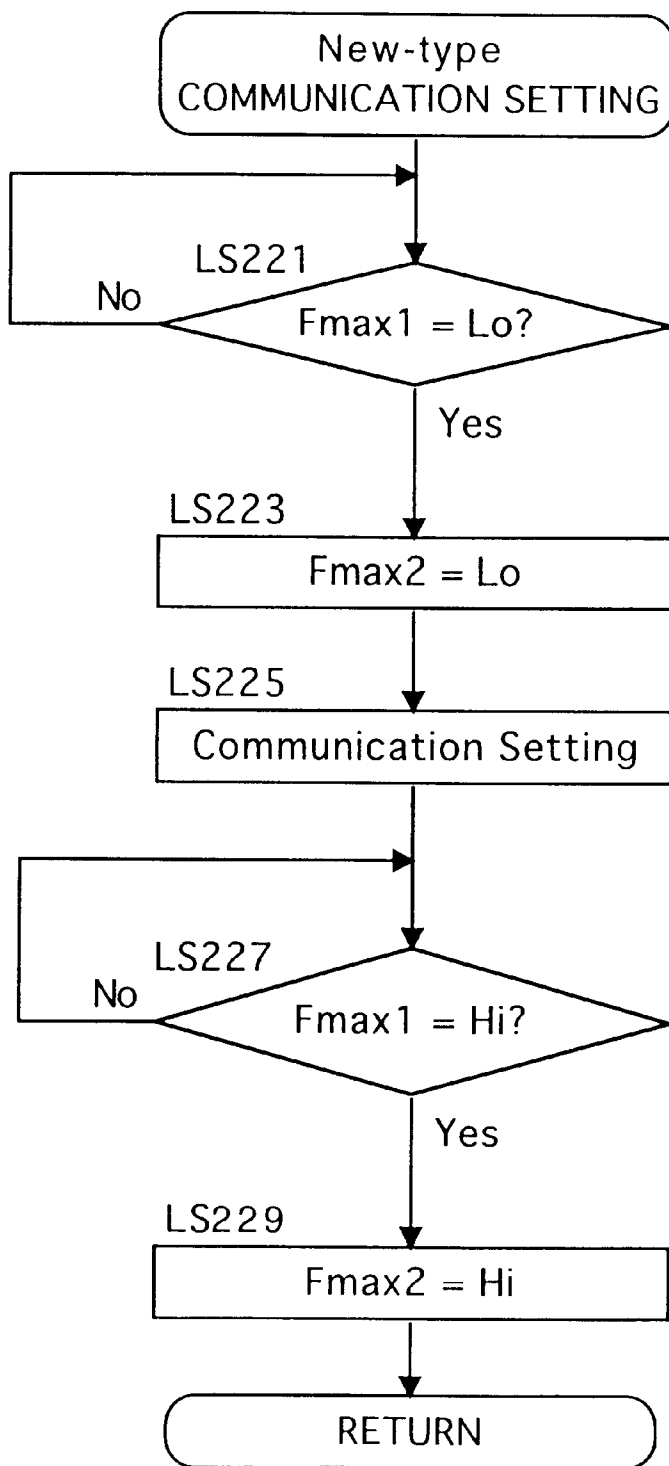 New-type
COMMUNICATION SETTING
LS221
No
Fmax1 = Lo?
Yes
LS223
Fmax2 = Lo
LS225
Communication Setting
LS227
No
Fmax1 = Hi?
Yes
LS229
Fmax2 = Hi
RETURN